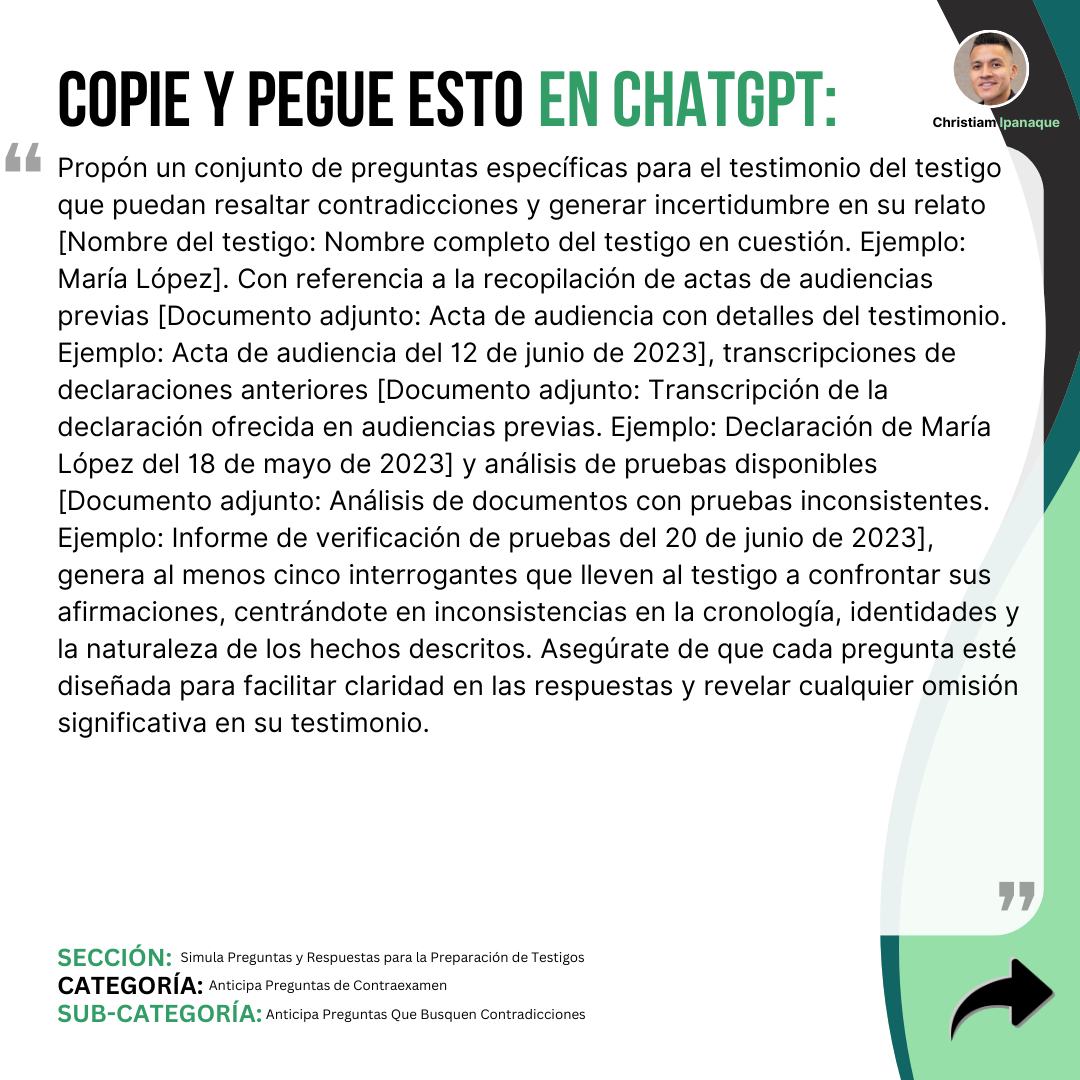 COPIE Y PEGUE ESTO EN CHATGPT:
Christiam Ipanaque
“
Propón un conjunto de preguntas específicas para el testimonio del testigo
que puedan resaltar contradicciones y generar incertidumbre en su relato
[Nombre del testigo: Nombre completo del testigo en cuestión. Ejemplo:
María López]. Con referencia a la recopilación de actas de audiencias
previas [Documento adjunto: Acta de audiencia con detalles del testimonio.
Ejemplo: Acta de audiencia del 12 de junio de 2023], transcripciones de
declaraciones anteriores [Documento adjunto: Transcripción de la
declaración ofrecida en audiencias previas. Ejemplo: Declaración de María
López del 18 de mayo de 2023] y análisis de pruebas disponibles
[Documento adjunto: Análisis de documentos con pruebas inconsistentes.
Ejemplo: Informe de verificación de pruebas del 20 de junio de 2023],
genera al menos cinco interrogantes que lleven al testigo a confrontar sus
afirmaciones, centrándote en inconsistencias en la cronología, identidades y
la naturaleza de los hechos descritos. Asegúrate de que cada pregunta esté
diseñada para facilitar claridad en las respuestas y revelar cualquier omisión
significativa en su testimonio.
”
SECCIÓN: Simula Preguntas y Respuestas para la Preparación de Testigos
CATEGORÍA: Anticipa Preguntas de Contraexamen
SUB-CATEGORÍA: Anticipa Preguntas Que Busquen Contradicciones